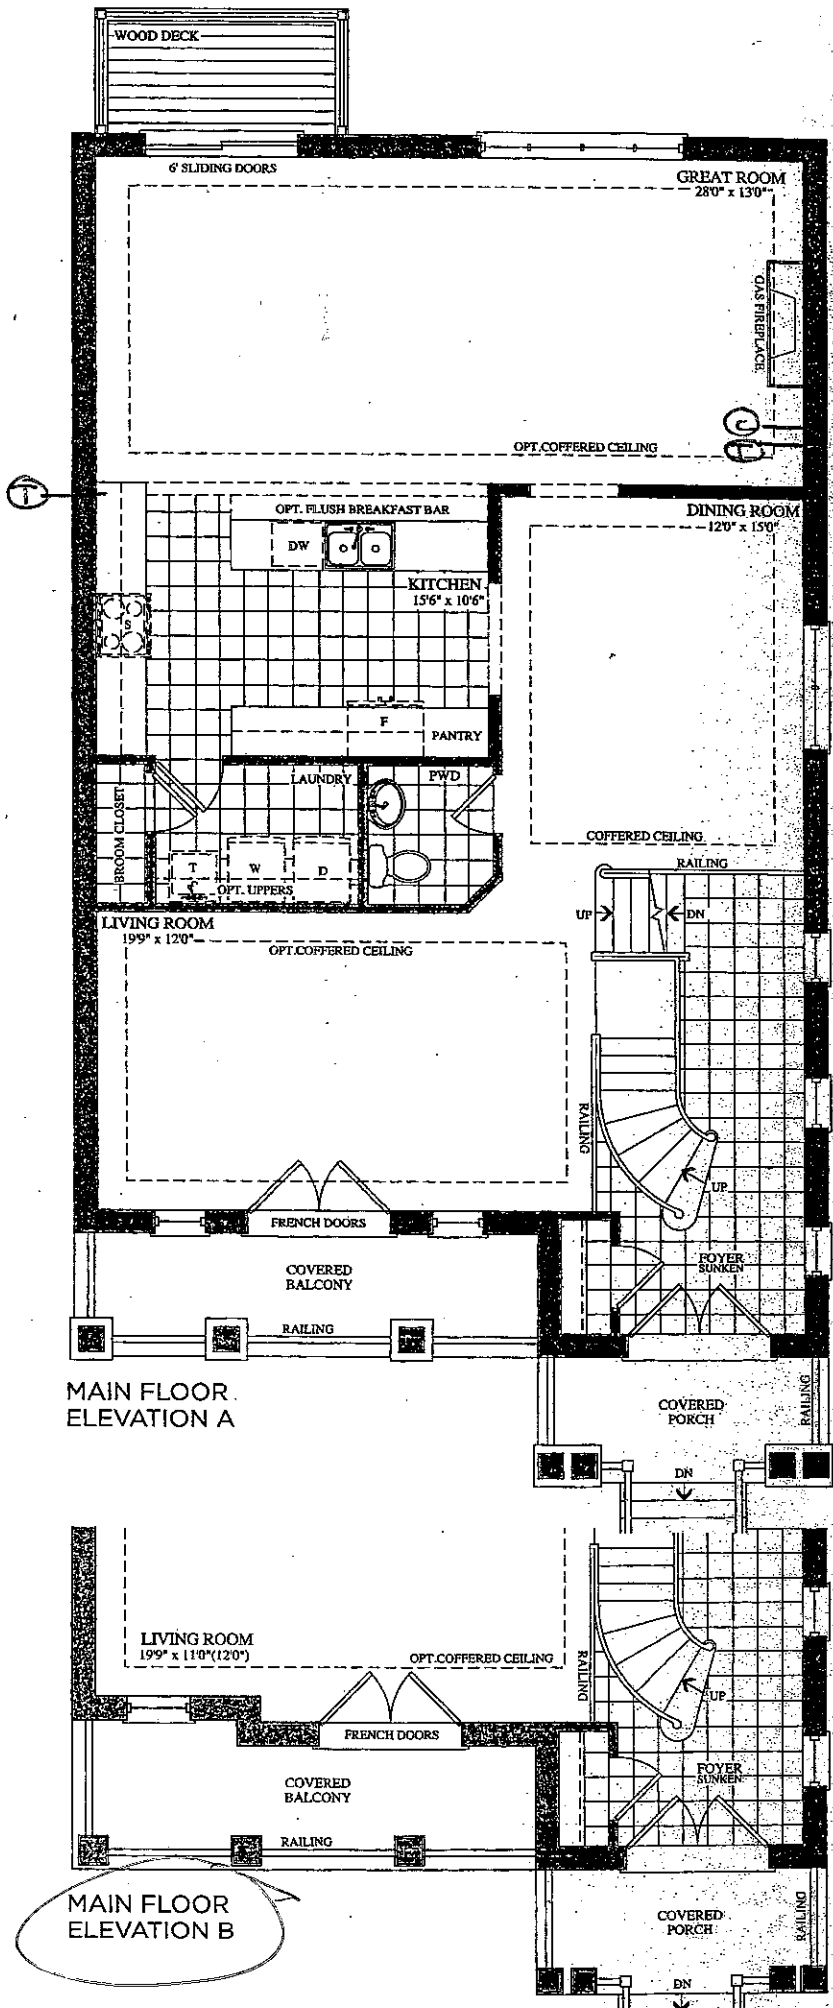 WOOD DECK
6' SLIDING DOORS
GREAT ROOM
28'0" x 13'0"
GAS FIREPLACE
OPT.COFFERED CEILING
OPT. FLUSH BREAKFAST BAR
DW
KITCHEN
15'6" x 10'6"
S
F
PANTRY
DINING ROOM
12'0" x 15'0"
COFFERED CEILING
LAUNDRY
PWD
BROOM CLOSET
T
W
D
OPT. UPPERS
RAILING
UP
DN
LIVING ROOM
19'9" x 12'0"
OPT.COFFERED CEILING
RAILING
UP
FRENCH DOORS
FOYER
SUNKEN
COVERED
BALCONY
RAILING
MAIN FLOOR
ELEVATION A
COVERED
PORCH
RAILING
DN
LIVING ROOM
19'9" x 11'0"(12'0")
OPT.COFFERED CEILING
RAILING
UP
FRENCH DOORS
FOYER
SUNKEN
COVERED
BALCONY
RAILING
MAIN FLOOR
ELEVATION B
COVERED
PORCH
RAILING
DN